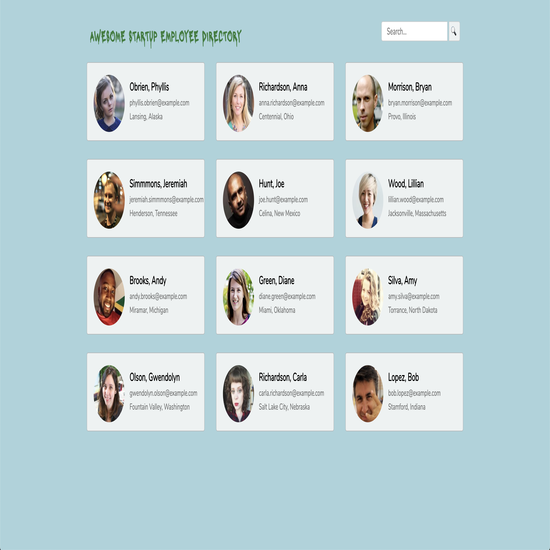 AWESOME STARTUP EMPLOYEE DIRECTORY
Search...
Obrien, Phyllis
phyllis.obrien@example.com
Lansing, Alaska
Richardson, Anna
anna.richardson@example.com
Centennial, Ohio
Morrison, Bryan
bryan.morrison@example.com
Provo, Illinois
Simmmons, Jeremiah
jeremiah.simmmons@example.com
Henderson, Tennessee
Hunt, Joe
joe.hunt@example.com
Celina, New Mexico
Wood, Lillian
lillian.wood@example.com
Jacksonville, Massachusetts
Brooks, Andy
andy.brooks@example.com
Miramar, Michigan
Green, Diane
diane.green@example.com
Miami, Oklahoma
Silva, Amy
amy.silva@example.com
Torrance, North Dakota
Olson, Gwendolyn
gwendolyn.olson@example.com
Fountain Valley, Washington
Richardson, Carla
carla.richardson@example.com
Salt Lake City, Nebraska
Lopez, Bob
bob.lopez@example.com
Stamford, Indiana